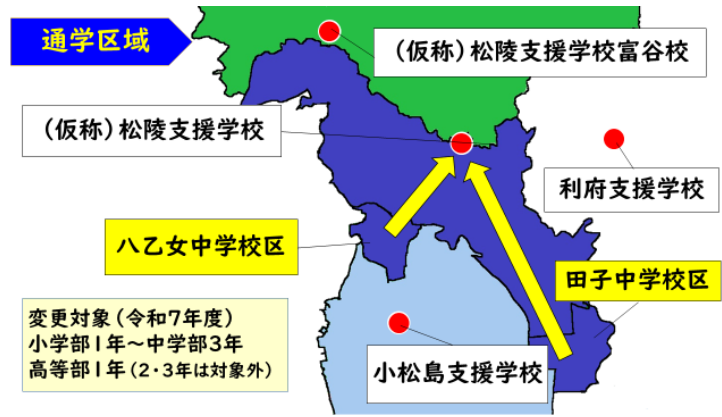 通学区域
(仮称)松陵支援学校富谷校
(仮称)松陵支援学校
利府支援学校
八乙女中学校区
田子中学校区
変更対象(令和7年度)
小学部1年~中学部3年
高等部1年(2・3年は対象外)
小松島支援学校